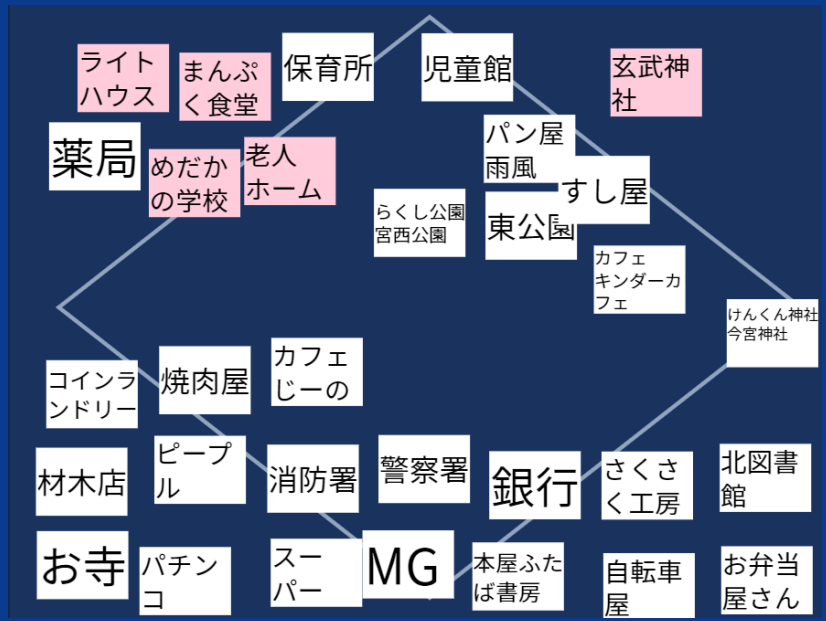 ライト
ハウス
まんぷ
く食堂
保育所
児童館
玄武神
社
薬局
めだか
の学校
老人
ホーム
パン屋
雨風
すし屋
らくし公園
宮西公園
東公園
カフェ
キンダーカ
フェ
けんくん神社
今宮神社
コインラ
ンドリー
焼肉屋
カフェ
じーの
材木店
ピープ
ル
消防署
警察署
銀行
さくさ
く工房
北図書
館
お寺
パチン
コ
スー
パー
MG
本屋ふた
ば書房
自転車
屋
お弁当
屋さん